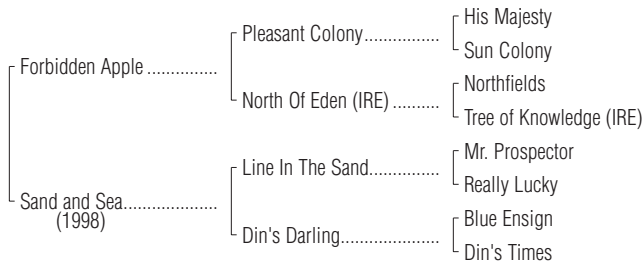 His Majesty
Pleasant Colony..................
Sun Colony
Forbidden Apple ................
Northfields
North Of Eden (IRE) ...........
Tree of Knowledge (IRE)
Mr. Prospector
Line In The Sand.................
Really Lucky
Sand and Sea......................
(1998)
Blue Ensign
Din's Darling.......................
Din's Times